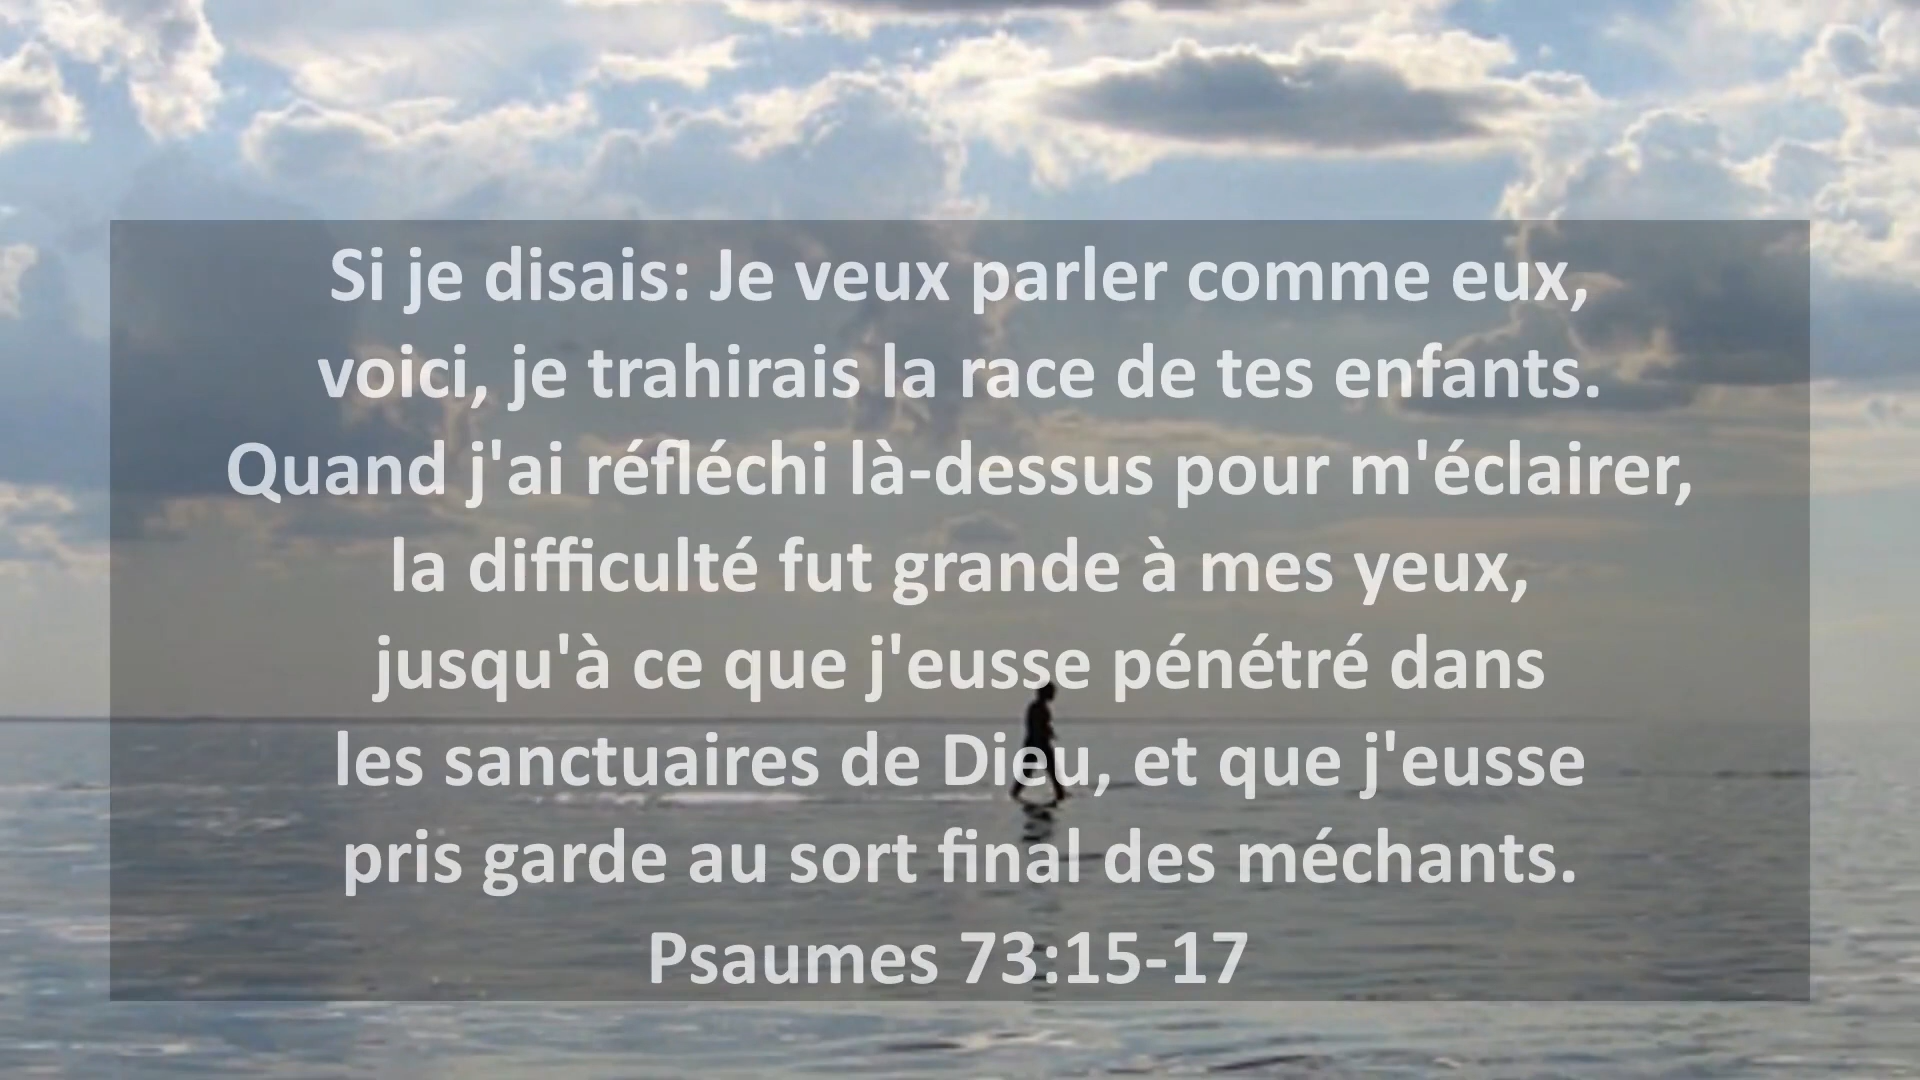 Si je disais: Je veux parler comme eux,
voici, je trahirais la race de tes enfants.
Quand j'ai réfléchi là-dessus pour m'éclairer,
la difficulté fut grande à mes yeux,
jusqu'à ce que j'eusse pénétré dans
les sanctuaires de Dieu, et que j'eusse
pris garde au sort final des méchants.
Psaumes 73:15-17